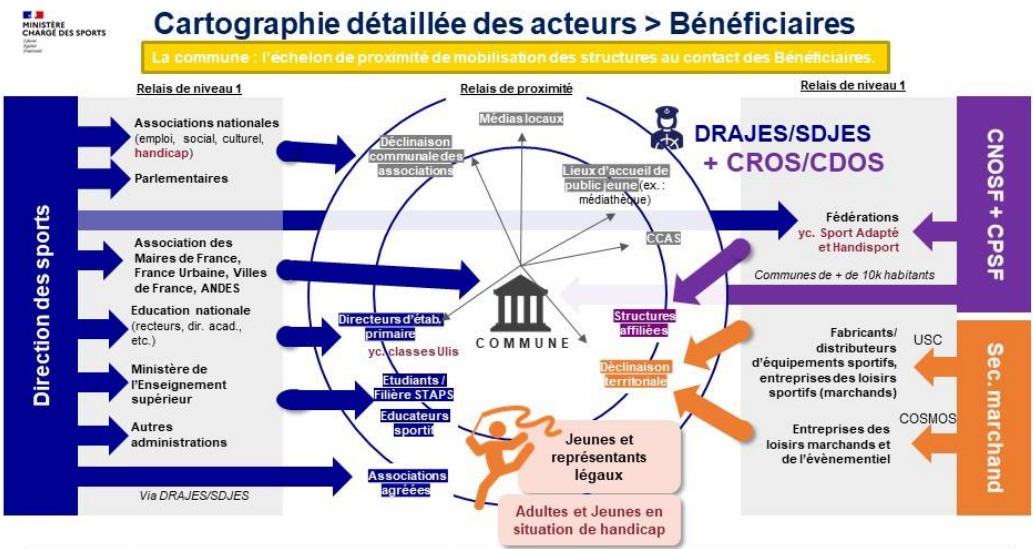 MINISTÈRE
CHARGÉ DES SPORTS
Liberté
Égalité
Fraternité
Cartographie détaillée des acteurs > Bénéficiaires
La commune : l'échelon de proximité de mobilisation des structures au contact des Bénéficiaires.
Relais de niveau 1
Relais de proximité
Relais de niveau 1
Direction des sports
Associations nationales
(emploi, social, culturel,
handicap)
Parlementaires
Association des
Maires de France,
France Urbaine, Villes
de France, ANDES
Education nationale
(recteurs, dir. acad.,
etc.)
Ministère de
l'Enseignement
supérieur
Autres
administrations
Via DRAJES/SDJES
Médias locaux
Déclinaison
communale des
associations
Lieux d'accueil de
public jeune (ex. :
médiathèque)
CCAS
COMMUNE
Directeurs d'étab.
primaire
yc. classes Ulis
Etudiants /
Filière STAPS
Educateurs
sportif
Associations
agréées
Structures
affiliées
Déclinaison
territoriale
Jeunes et
représentants
légaux
Adultes et Jeunes en
situation de handicap
DRAJES/SDJES
+ CROS/CDOS
Fédérations
yc. Sport Adapté
et Handisport
Communes de + de 10k habitants
Fabricants/
distributeurs
d'équipements sportifs,
entreprises des loisirs
sportifs (marchands)
USC
Entreprises des
loisirs marchands et
de l'évènementiel
COSMOS
CNOSF + CPSF
Sec. marchand